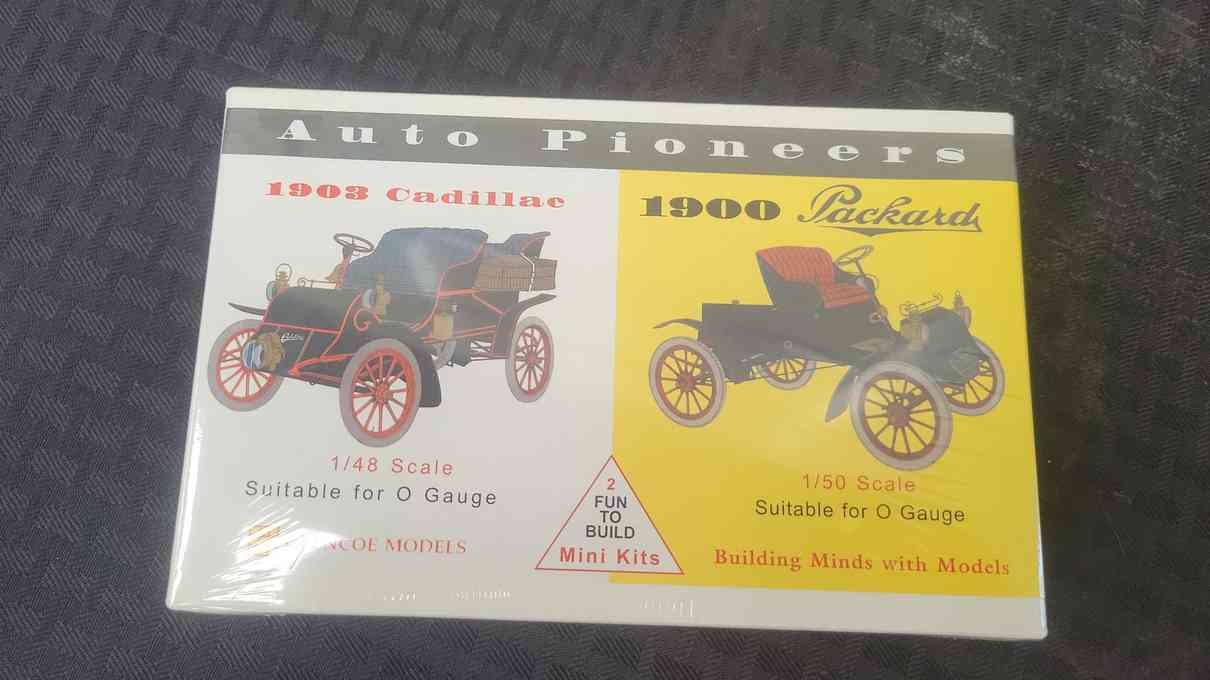 Auto Pioneers
1903 Cadillac
1900 Packard
1/48 Scale
Suitable for O Gauge
1/50 Scale
Suitable for O Gauge
2
FUN
TO
BUILD
Mini Kits
MODELS
Building Minds with Models